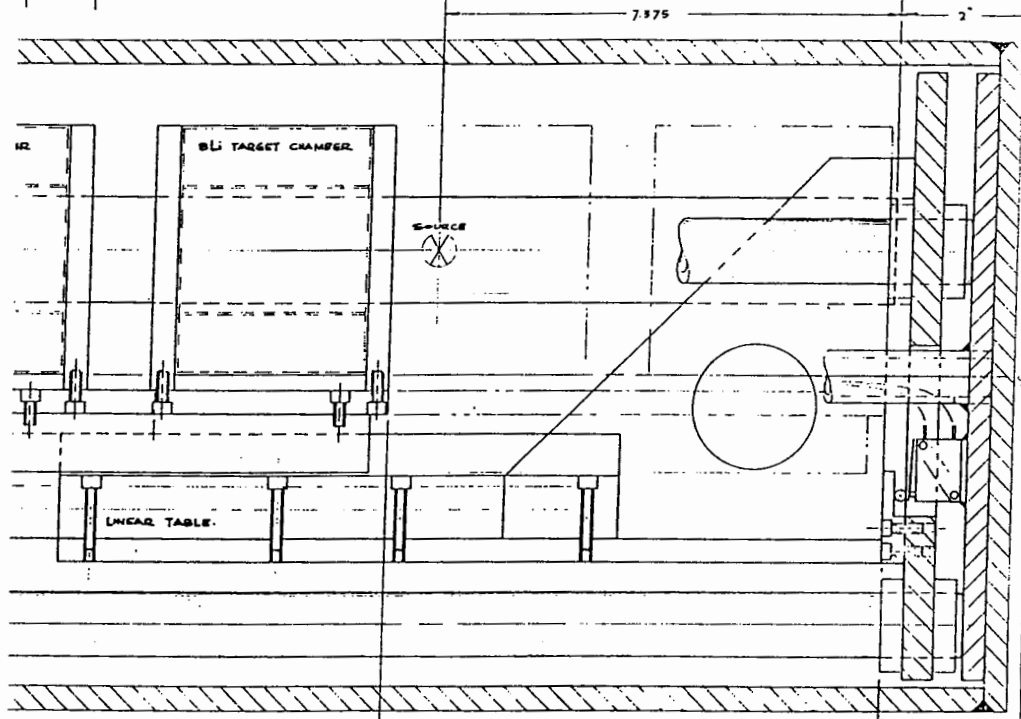 7.375
2"
IR
8Li TARGET CHAMBER
SOURCE
LINEAR TABLE.